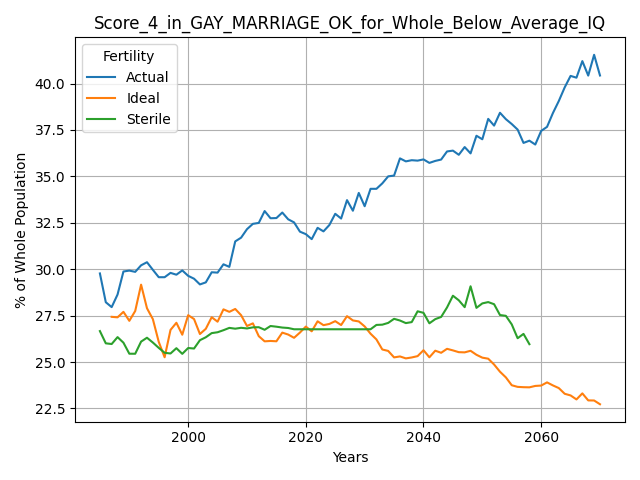 Score_4_in_GAY_MARRIAGE_OK_for_Whole_Below_Average_IQ
Fertility
Actual
Ideal
Sterile
% of Whole Population
40.0
37.5
35.0
32.5
30.0
27.5
25.0
22.5
2000
2020
2040
2060
Years